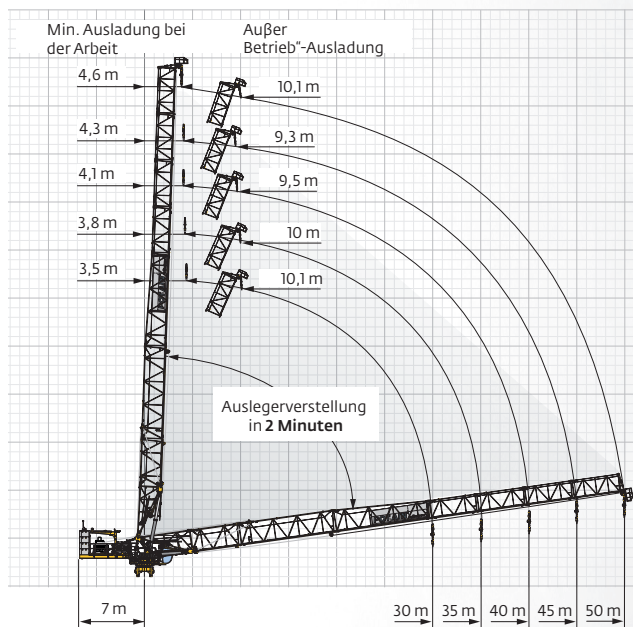 Min. Ausladung bei
der Arbeit
Außer
Betrieb"-Ausladung
4,6 m
10,1 m
4,3 m
9,3 m
4,1 m
9,5 m
3,8 m
10 m
3,5 m
10,1 m
Auslegerverstellung
in 2 Minuten
7 m
30 m
35 m
40 m
45 m
50 m